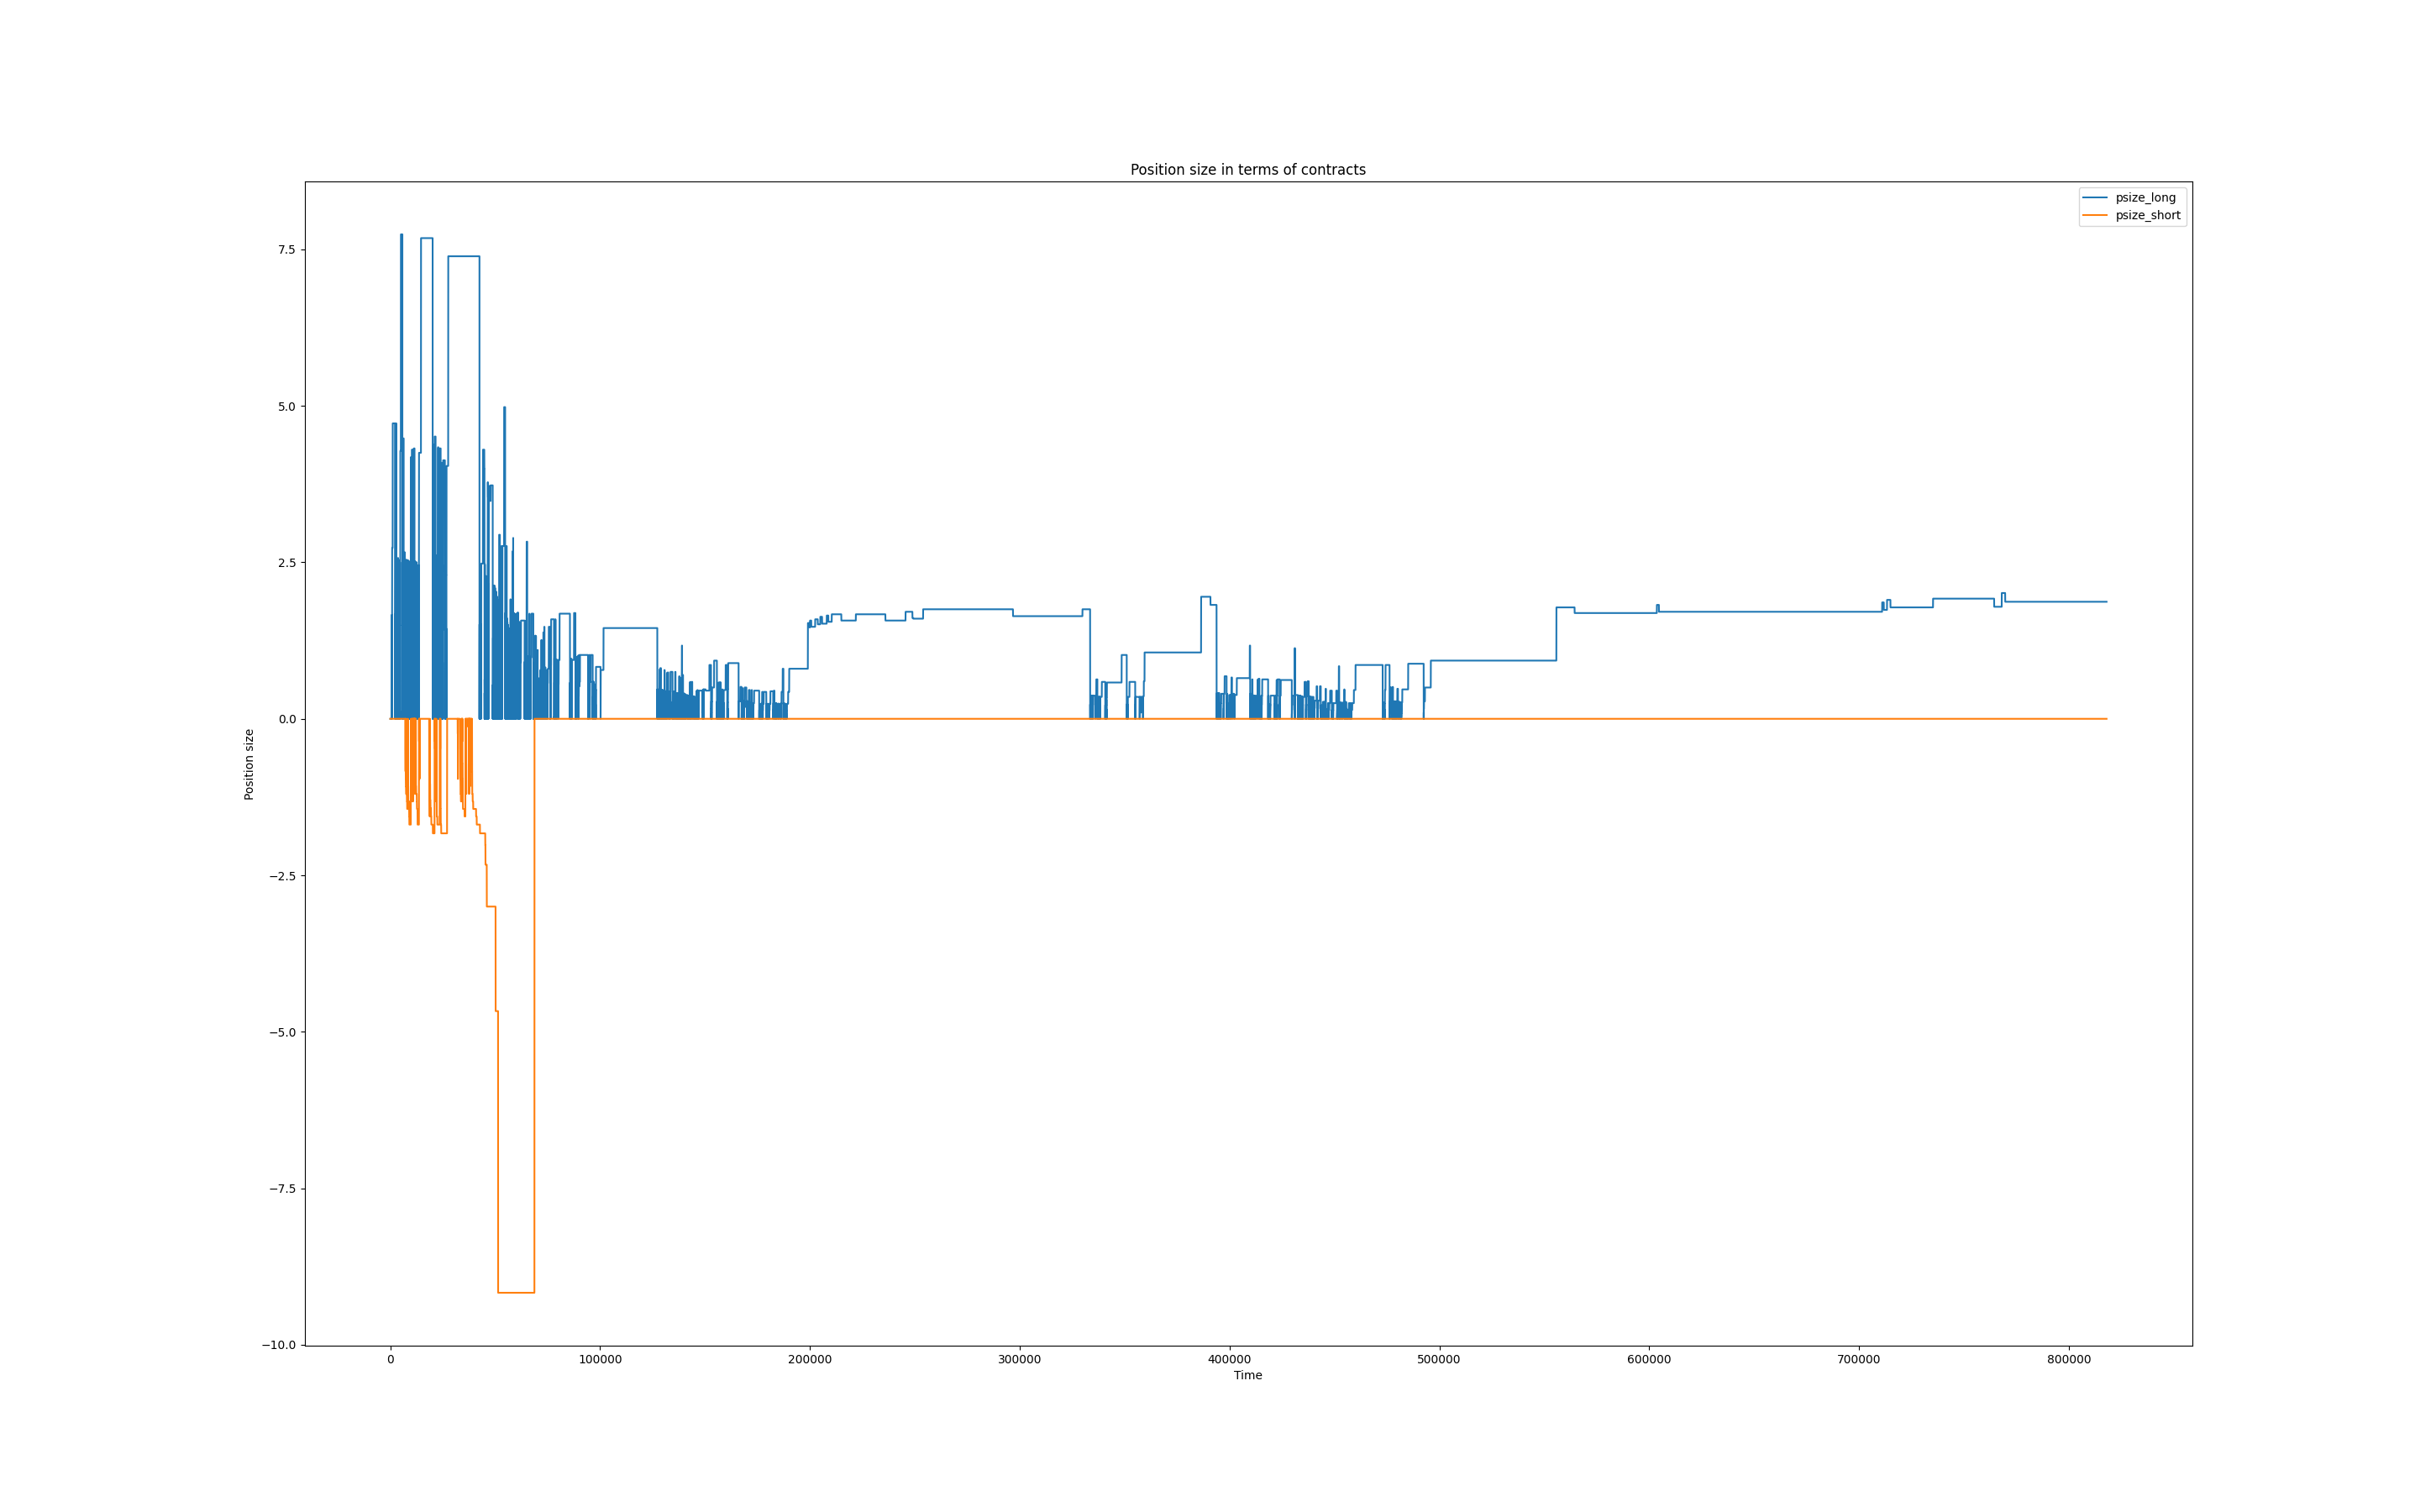 Position size in terms of contracts
psize_long
psize_short
7.5
5.0
2.5
0.0
−2.5
−5.0
−7.5
−10.0
Position size
0 100000 200000 300000 400000 500000 600000 700000 800000
Time